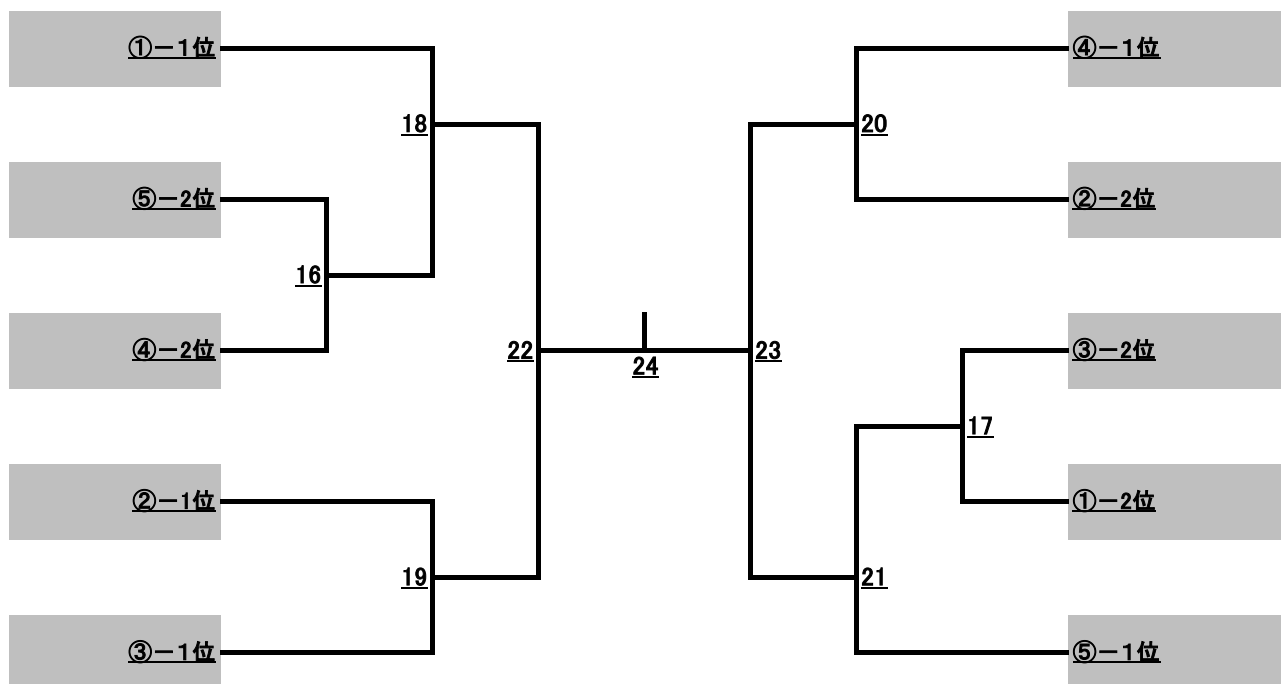 ①－１位
④－１位
18
20
⑤－2位
②－2位
16
④－2位
③－2位
22
23
24
17
②－1位
①－2位
19
21
③－１位
⑤－１位